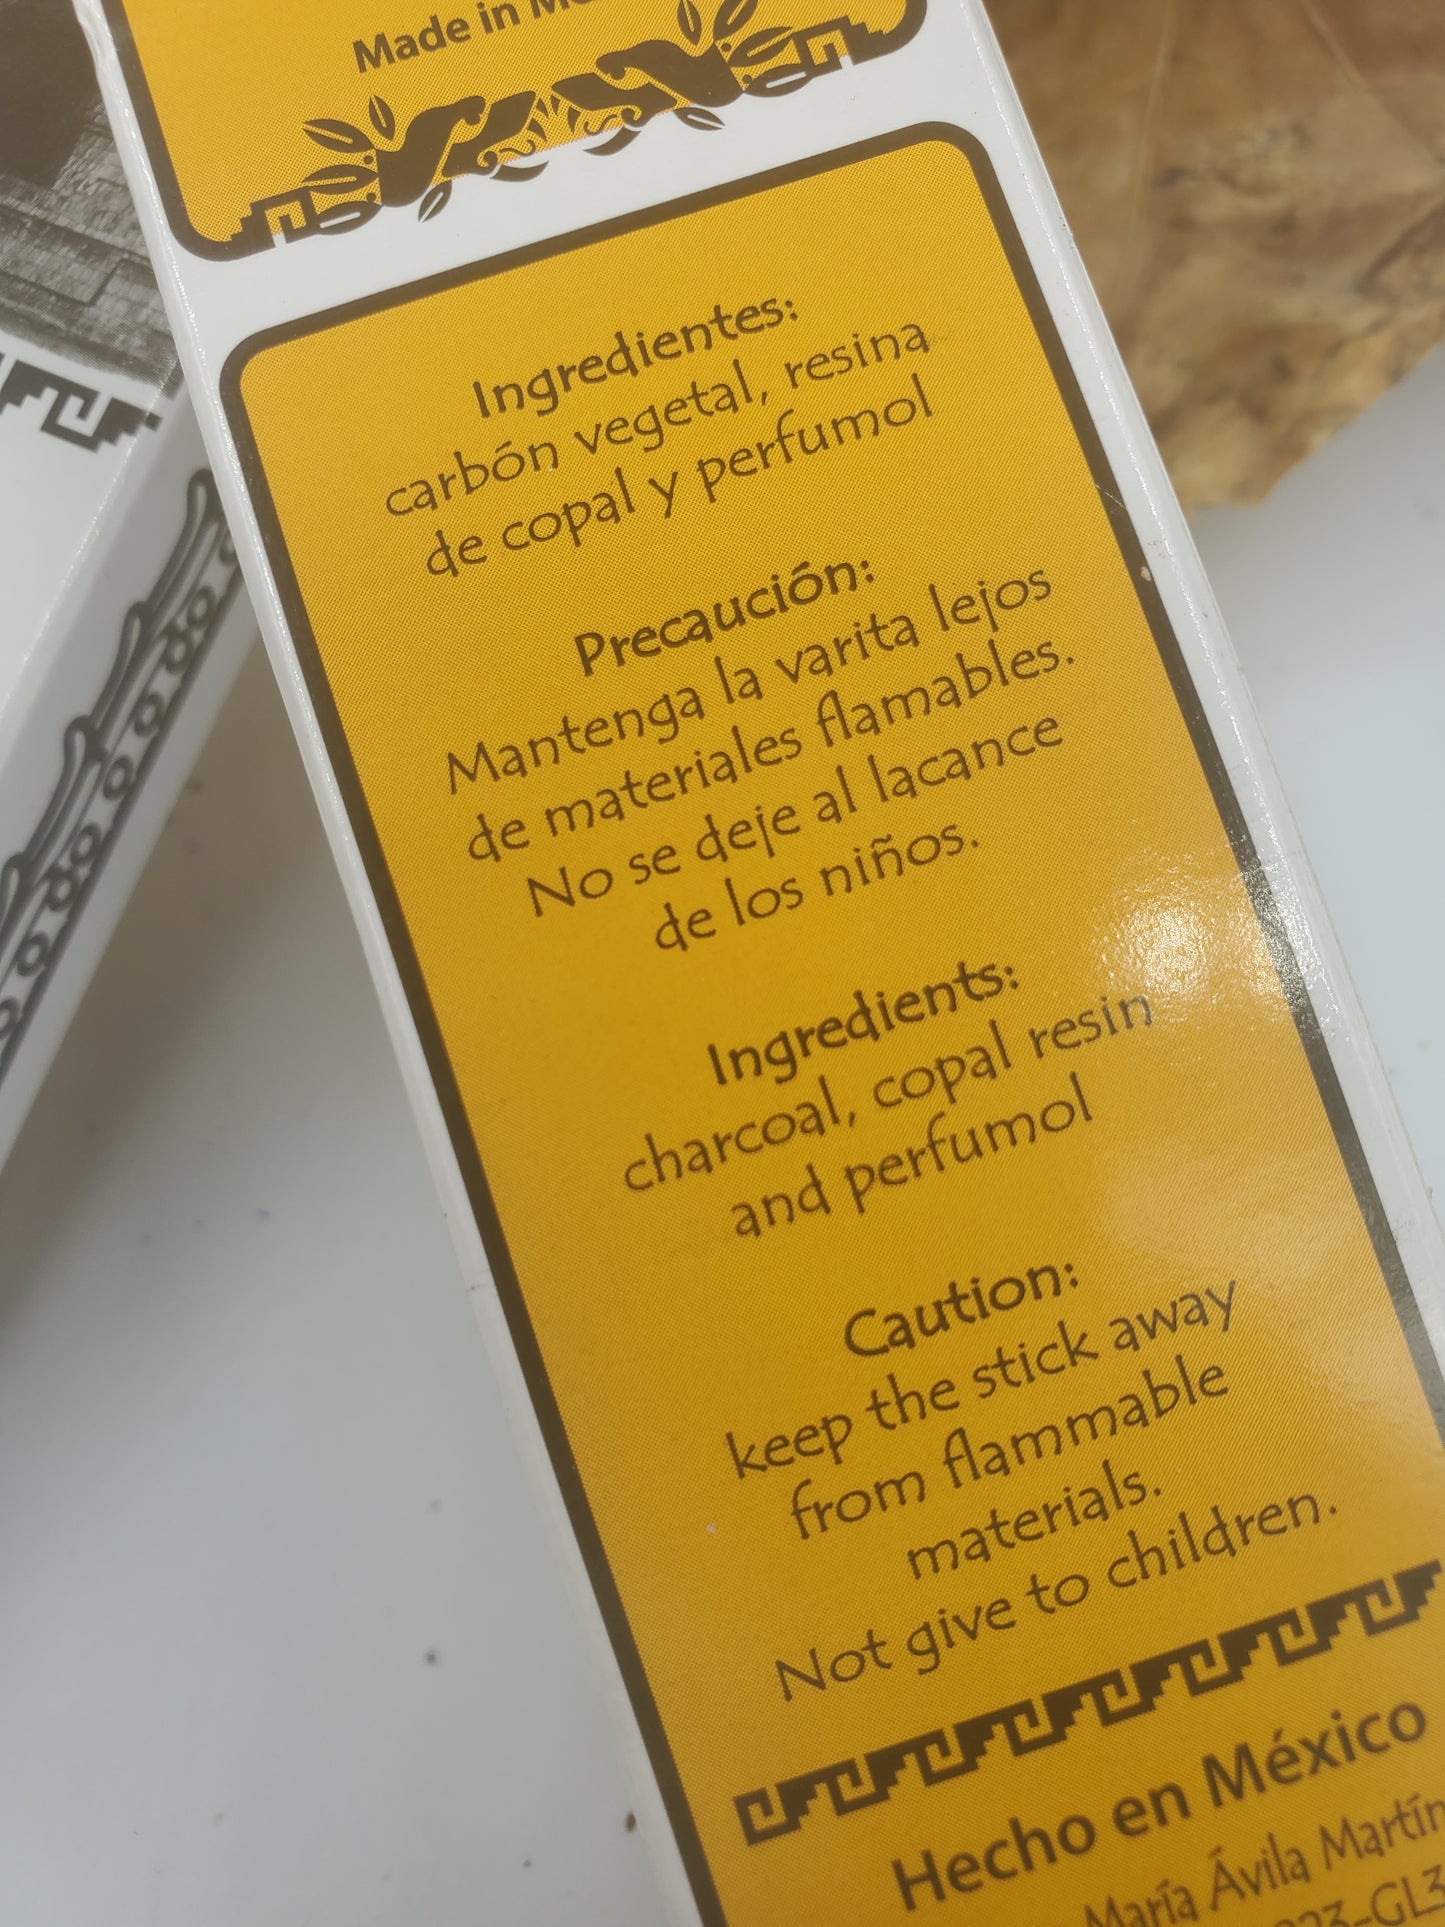 Made in
Ingredientes:
carbón vegetal, resina
de copal y perfumol
Precaución:
Mantenga la varita lejos
de materiales flamables.
No se deje al lacance
de los niños.
Ingredients:
charcoal, copal resin
and perfumol
Caution:
keep the stick away
from flammable
materials.
Not give to children.
Hecho en México
María Ávila